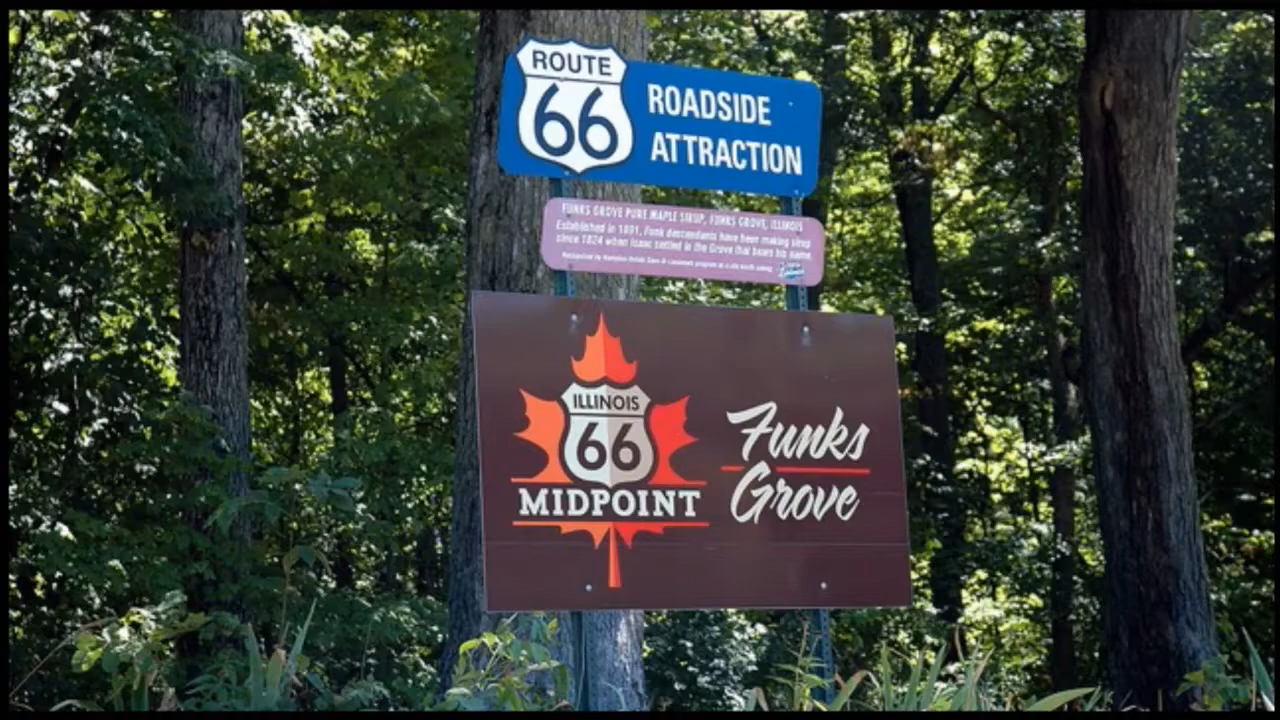 ROUTE
66
ROADSIDE
ATTRACTION
FUNKS GROVE PURE MAPLE SIRUP, FUNKS GROVE, ILLINOIS
Established in 1891, Funk descendants have been making sirup
since 1824 when Isaac settled in the Grove that bears his name.
ILLINOIS
66
MIDPOINT
Funks
Grove